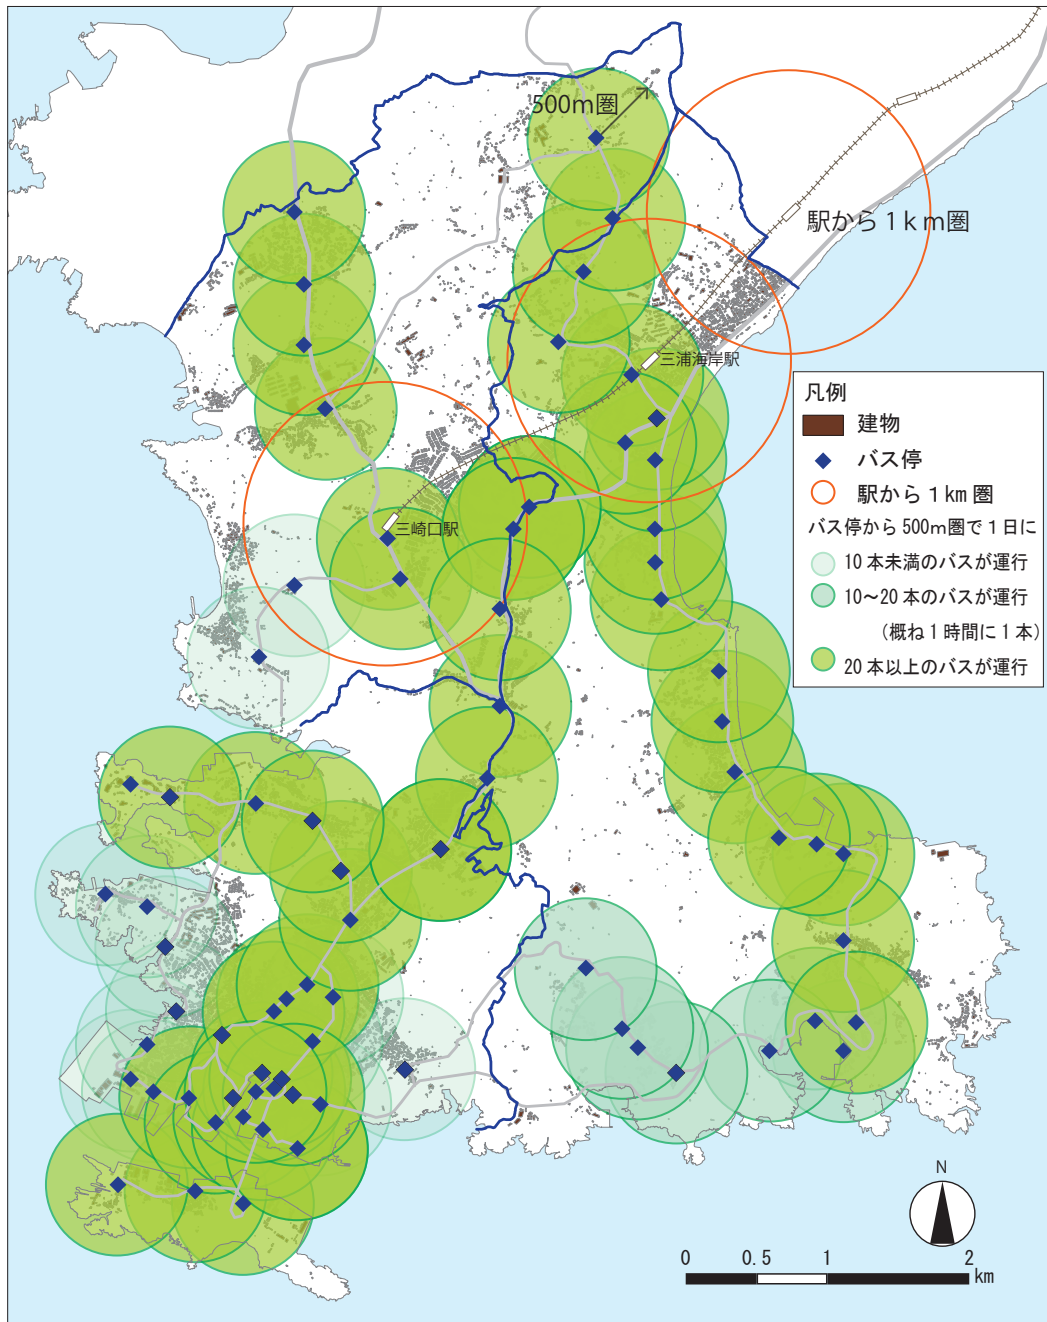 500m圏
駅から1km圏
三浦海岸駅
三崎口駅
凡例
建物
バス停
駅から1km圏
バス停から500m圏で1日に
10本未満のバスが運行
10~20本のバスが運行
(概ね1時間に1本)
20本以上のバスが運行
N
0 0.5 1 2
km